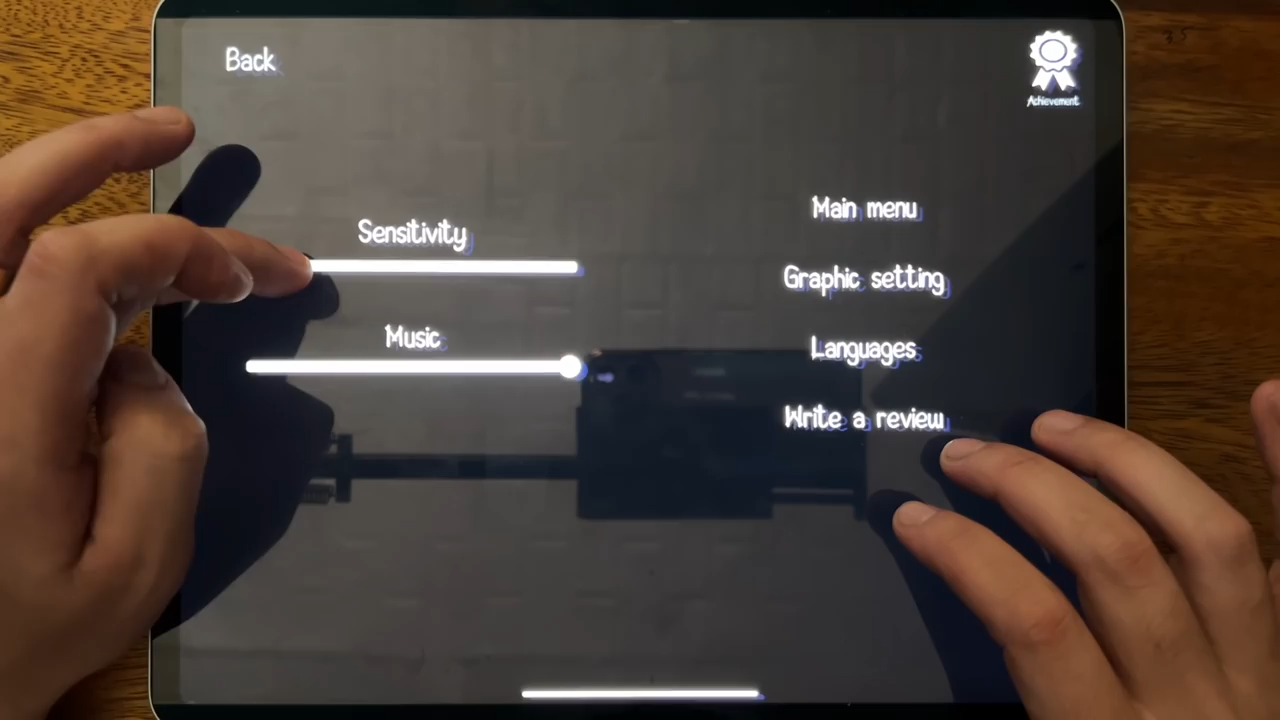 Back
Achievement
Sensitivity
Music
Main menu
Graphic setting
Languages
Write a review